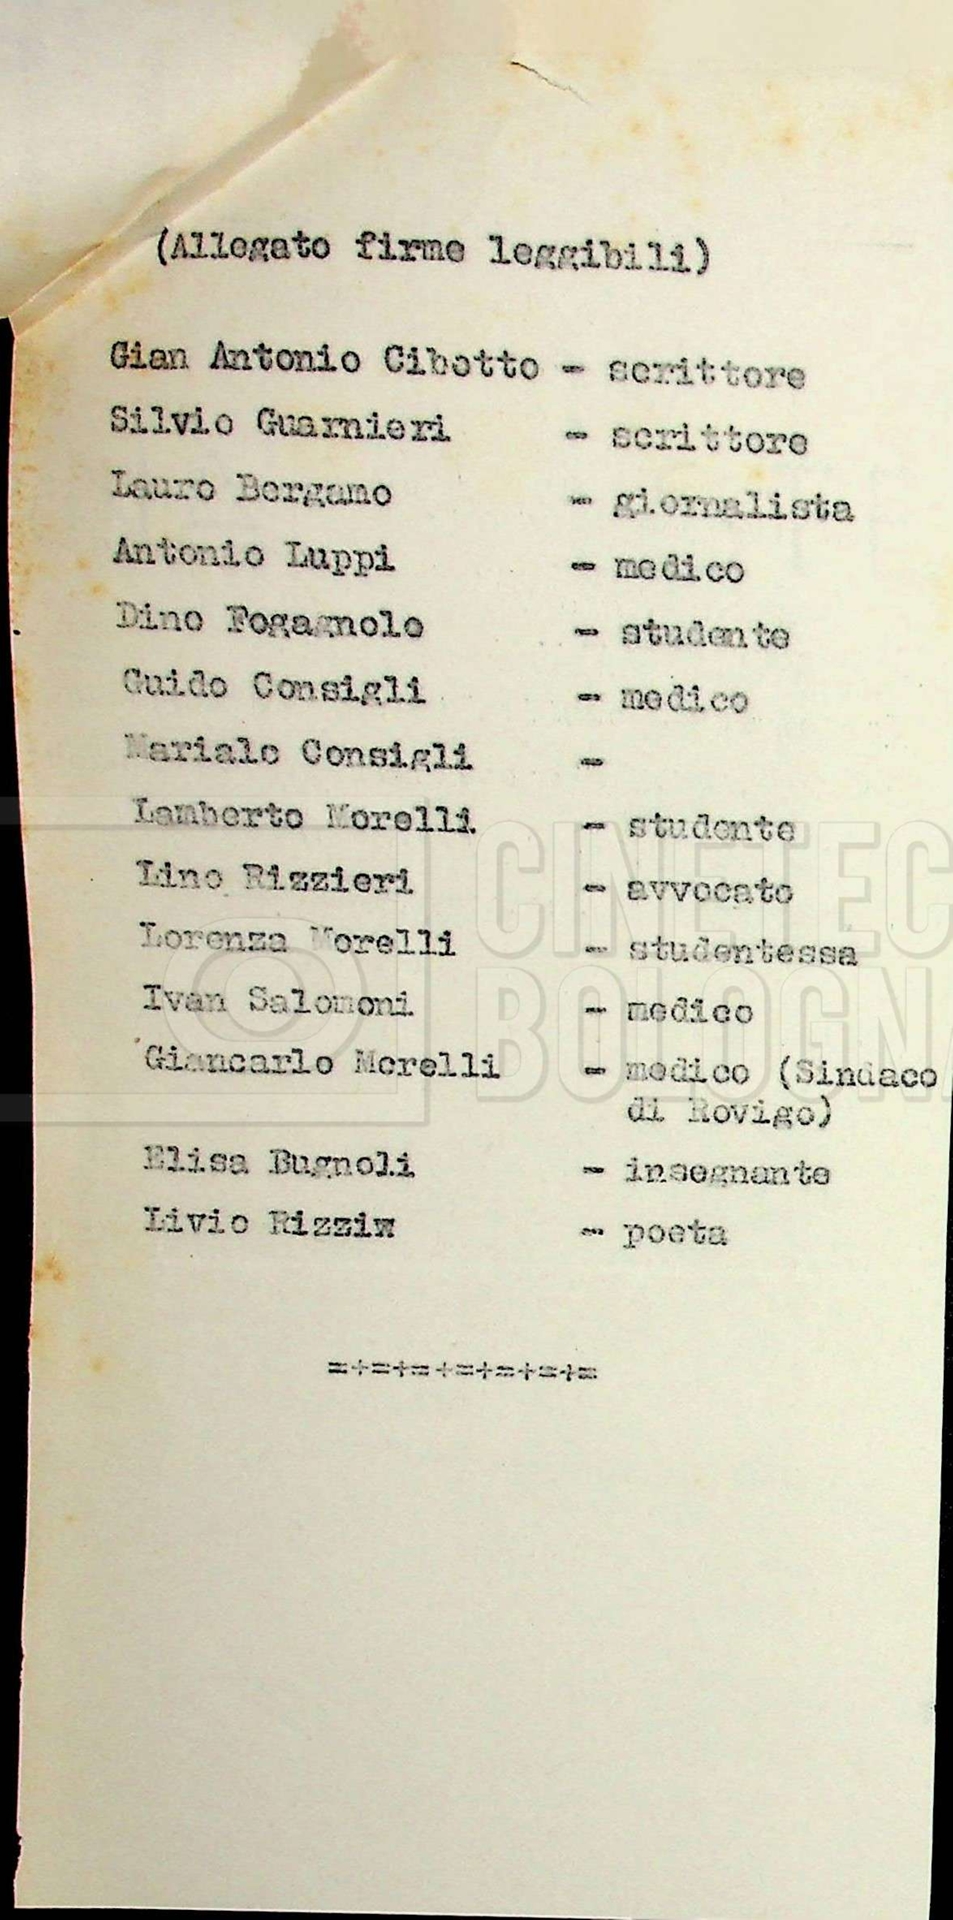 (Allegato firme leggibili)
Gian Antonio Cibotto - scrittore
Silvio Guarnieri - scrittore
Lauro Bergamo - giornalista
Antonio Luppi - medico
Dino Fogagnolo - studente
Guido Consigli - medico
Mariale Consigli -
Lamberto Morelli - studente
Lino Rizzieri - avvocato
Lorenza Morelli - studentessa
Ivan Salomoni - medico
Giancarlo Morelli - medico (Sindaco
di Rovigo)
Elisa Bugnoli - insegnante
Livio Rizziw - poeta
=+=+=+=+=+=+=
CINETEC
BOLOGNA